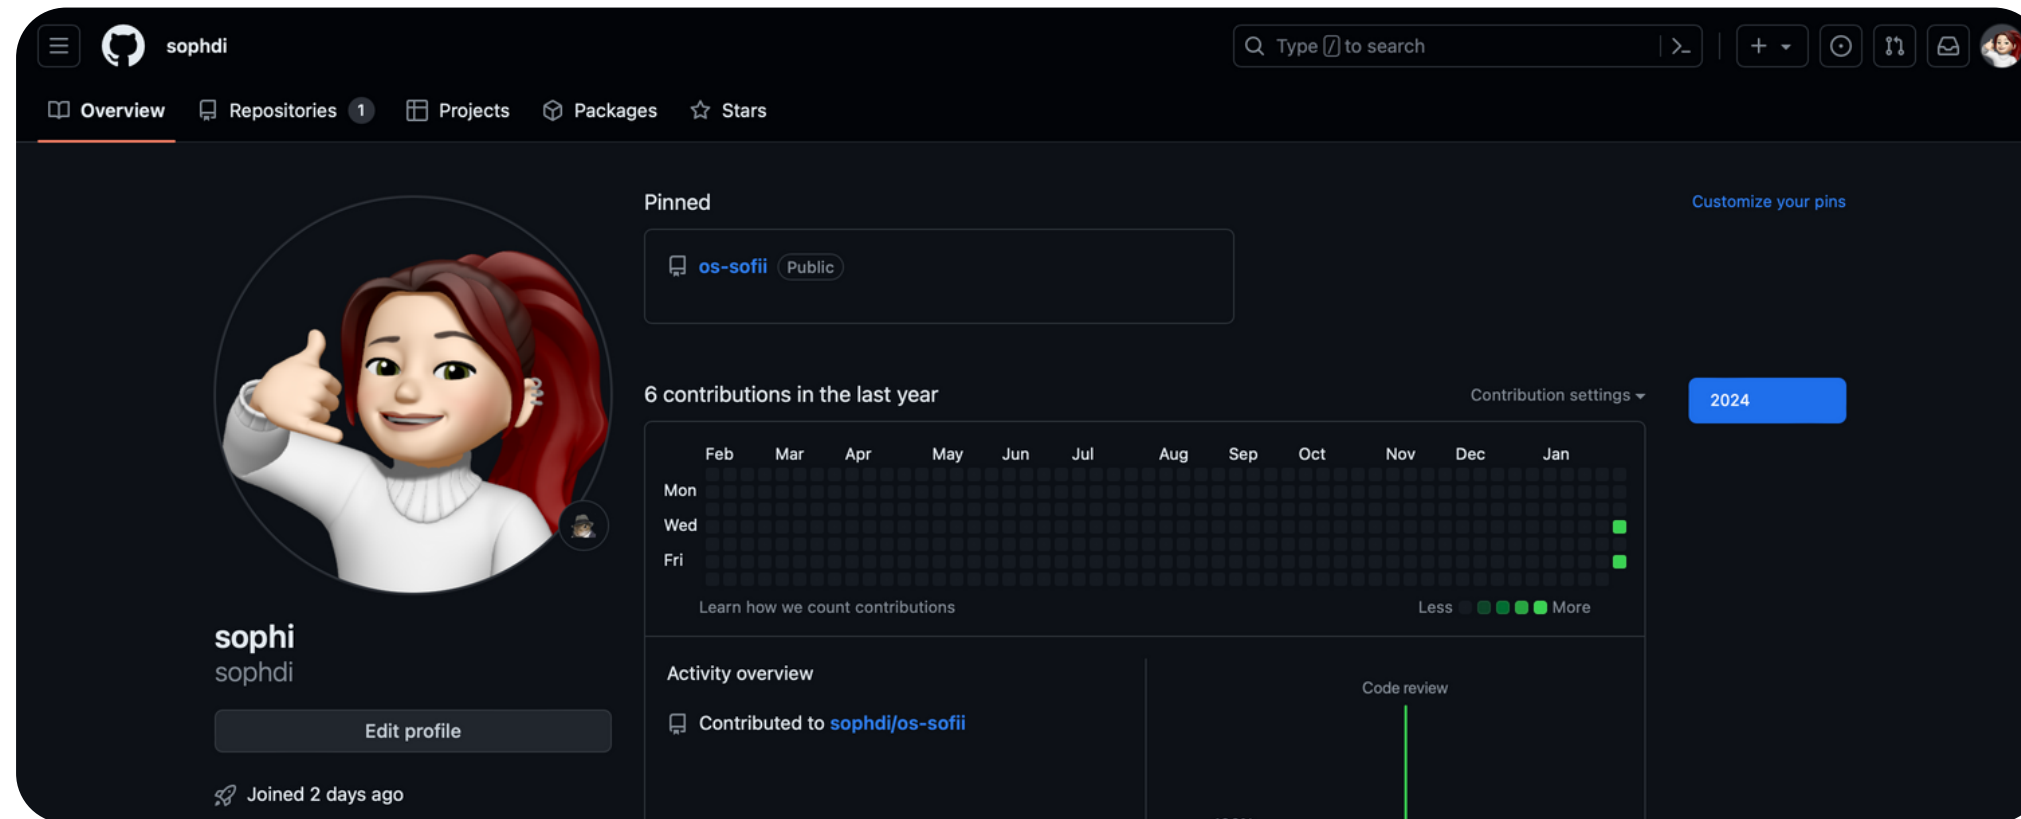 sophdi
Type / to search
Overview
Repositories 1
Projects
Packages
Stars
Pinned
Customize your pins
os-sofii Public
6 contributions in the last year
Contribution settings
2024
Feb Mar Apr May Jun Jul Aug Sep Oct Nov Dec Jan
Mon
Wed
Fri
Learn how we count contributions
Less More
sophi
sophdi
Edit profile
Joined 2 days ago
Activity overview
Contributed to sophdi/os-sofii
Code review